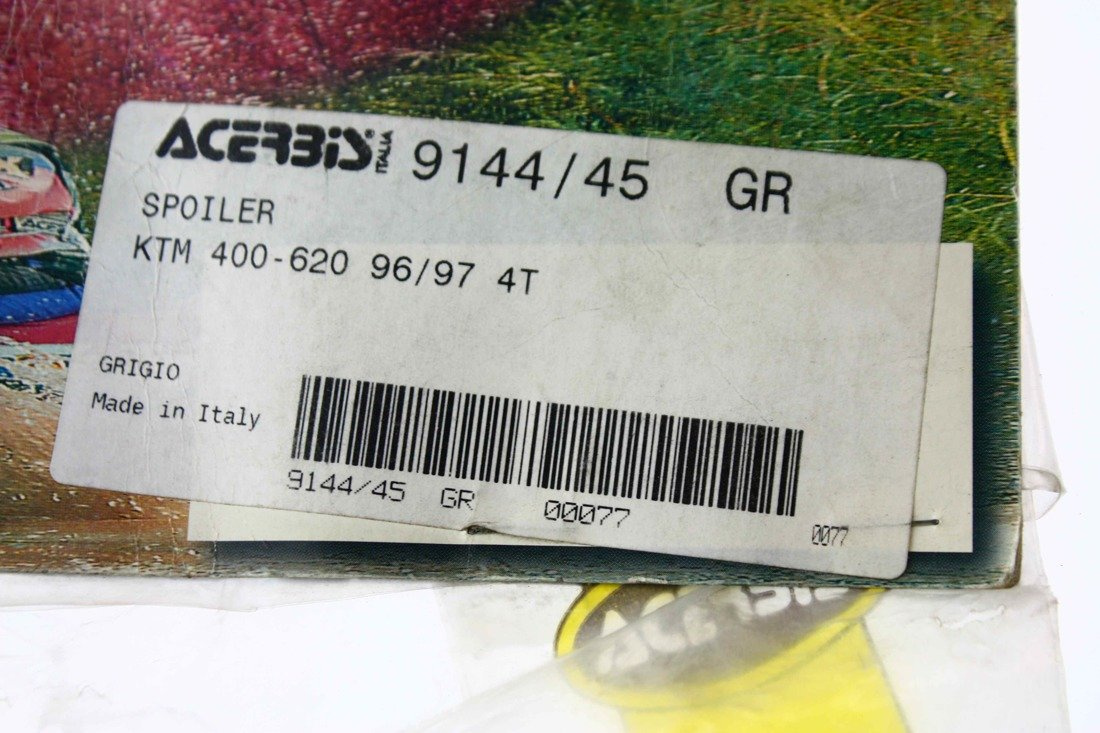 ACERBIS ITALIA 9144/45 GR
SPOILER
KTM 400-620 96/97 4T
GRIGIO
Made in Italy
9144/45 GR 00077
0077
ACERBIS